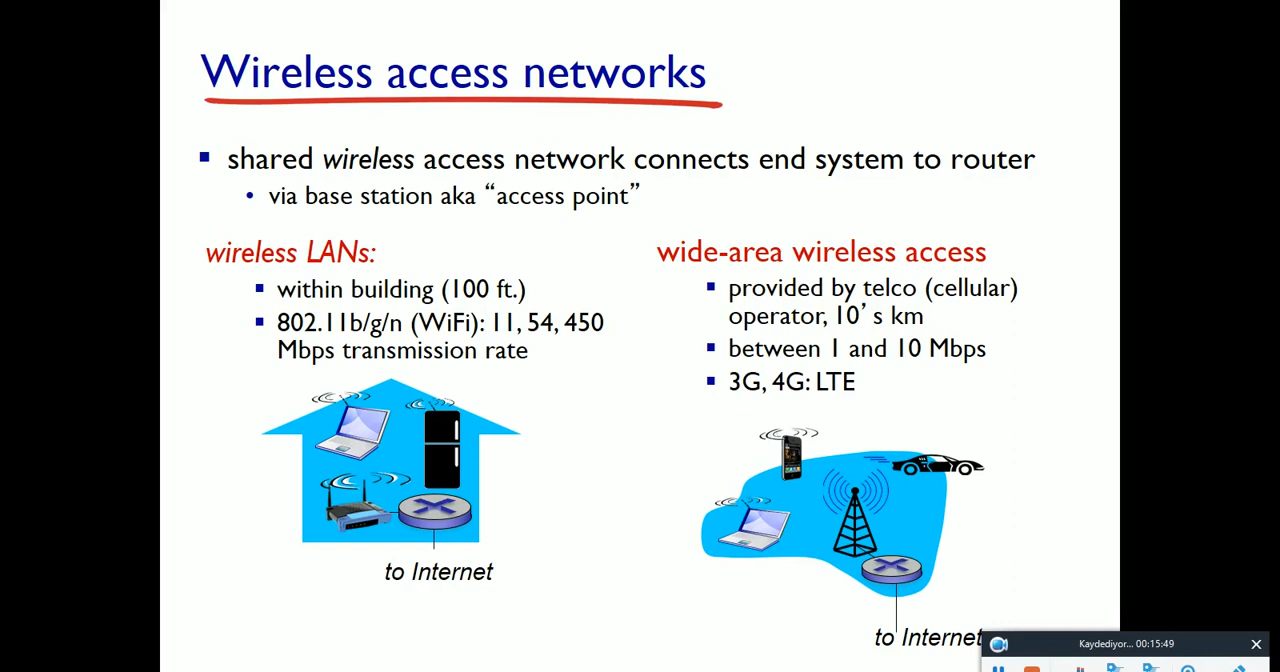 Wireless access networks
▪ shared wireless access network connects end system to router
• via base station aka “access point”
wireless LANs:
▪ within building (100 ft.)
▪ 802.11b/g/n (WiFi): 11, 54, 450
Mbps transmission rate
to Internet
wide-area wireless access
▪ provided by telco (cellular)
operator, 10’ s km
▪ between 1 and 10 Mbps
▪ 3G, 4G: LTE
to Internet
Kaydediyor... 00:15:49